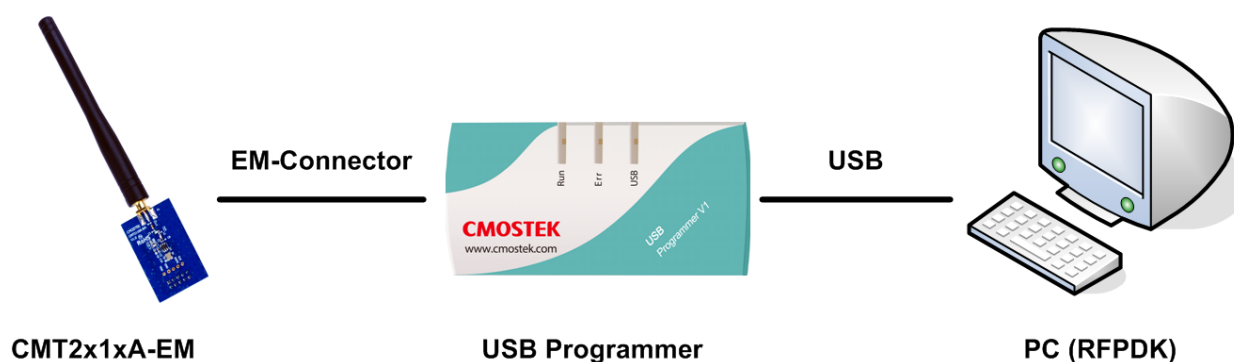 EM-Connector
USB
Run
Err
USB
CMOSTEK
www.cmostek.com
USB
Programmer V1
CMT2x1xA-EM
USB Programmer
PC (RFPDK)